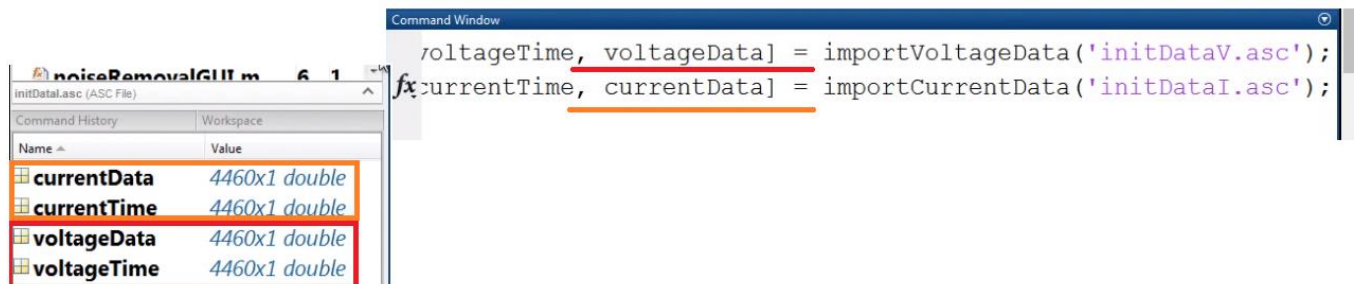 Command Window
voltageTime, voltageData] = importVoltageData('initDataV.asc');
fx currentTime, currentData] = importCurrentData('initDataI.asc');
noiseRemovalGUI.m 6 1
initDataI.asc (ASC File)
Command History Workspace
Name Value
currentData 4460x1 double
currentTime 4460x1 double
voltageData 4460x1 double
voltageTime 4460x1 double